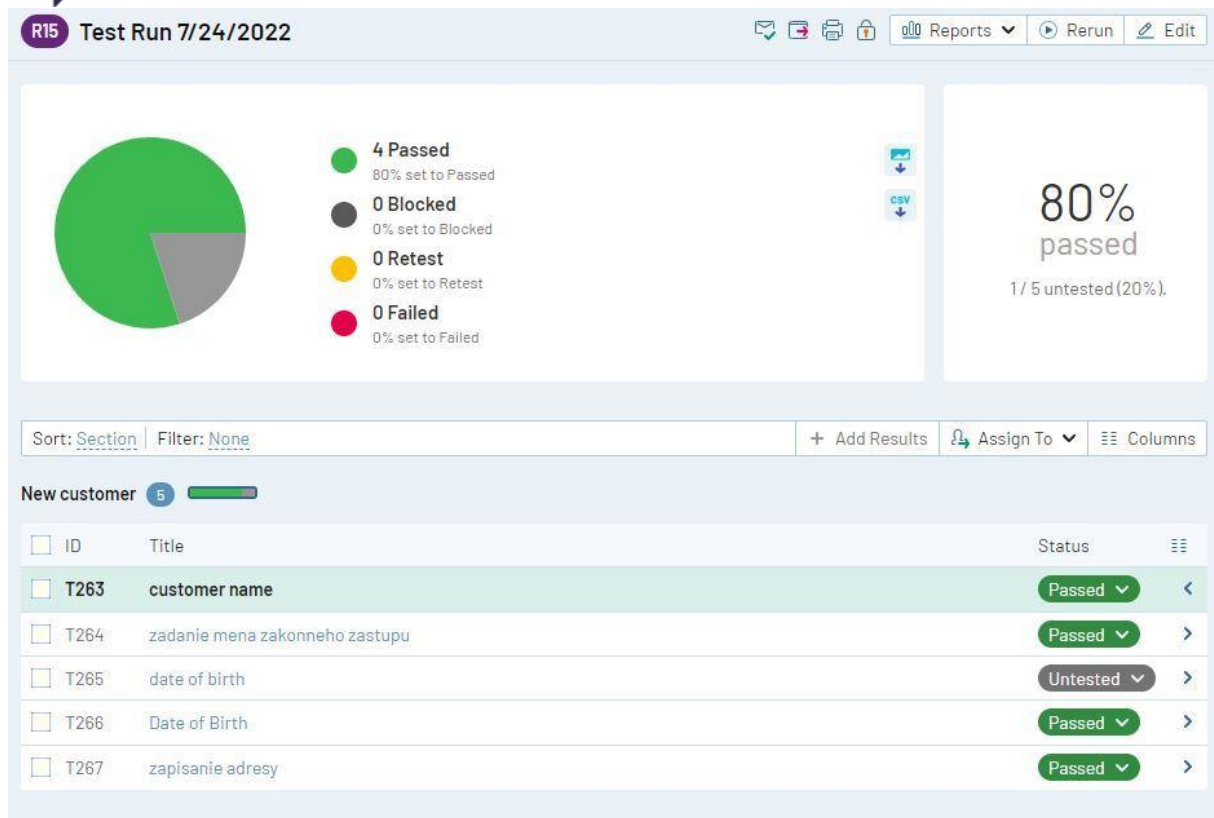 R15 Test Run 7/24/2022 Reports Rerun Edit
4 Passed
80% set to Passed
0 Blocked
0% set to Blocked
0 Retest
0% set to Retest
0 Failed
0% set to Failed
CSV
80%
passed
1 / 5 untested (20%).
Sort: Section Filter: None + Add Results Assign To Columns
New customer 5
ID Title Status
T263 customer name Passed
T264 zadanie mena zakonneho zastupu Passed
T265 date of birth Untested
T266 Date of Birth Passed
T267 zapisanie adresy Passed